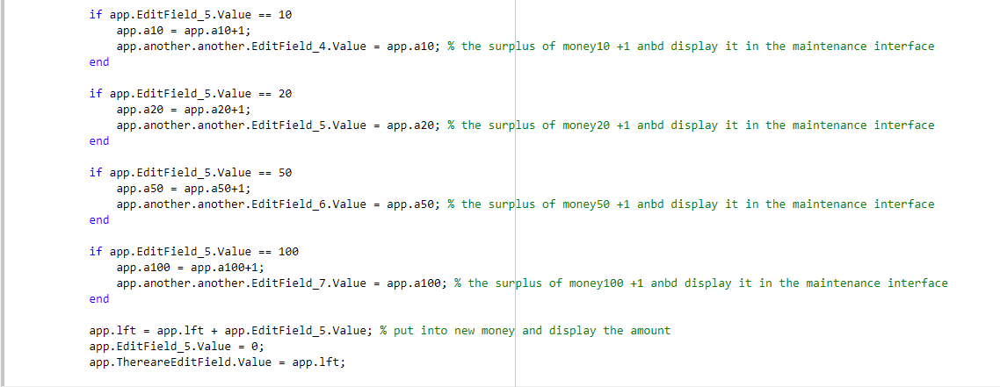 if app.EditField_5.Value == 10
app.a10 = app.a10+1;
app.another.another.EditField_4.Value = app.a10; % the surplus of money10 +1 anbd display it in the maintenance interface
end
if app.EditField_5.Value == 20
app.a20 = app.a20+1;
app.another.another.EditField_5.Value = app.a20; % the surplus of money20 +1 anbd display it in the maintenance interface
end
if app.EditField_5.Value == 50
app.a50 = app.a50+1;
app.another.another.EditField_6.Value = app.a50; % the surplus of money50 +1 anbd display it in the maintenance interface
end
if app.EditField_5.Value == 100
app.a100 = app.a100+1;
app.another.another.EditField_7.Value = app.a100; % the surplus of money100 +1 anbd display it in the maintenance interface
end
app.lft = app.lft + app.EditField_5.Value; % put into new money and display the amount
app.EditField_5.Value = 0;
app.ThereareEditField.Value = app.lft;